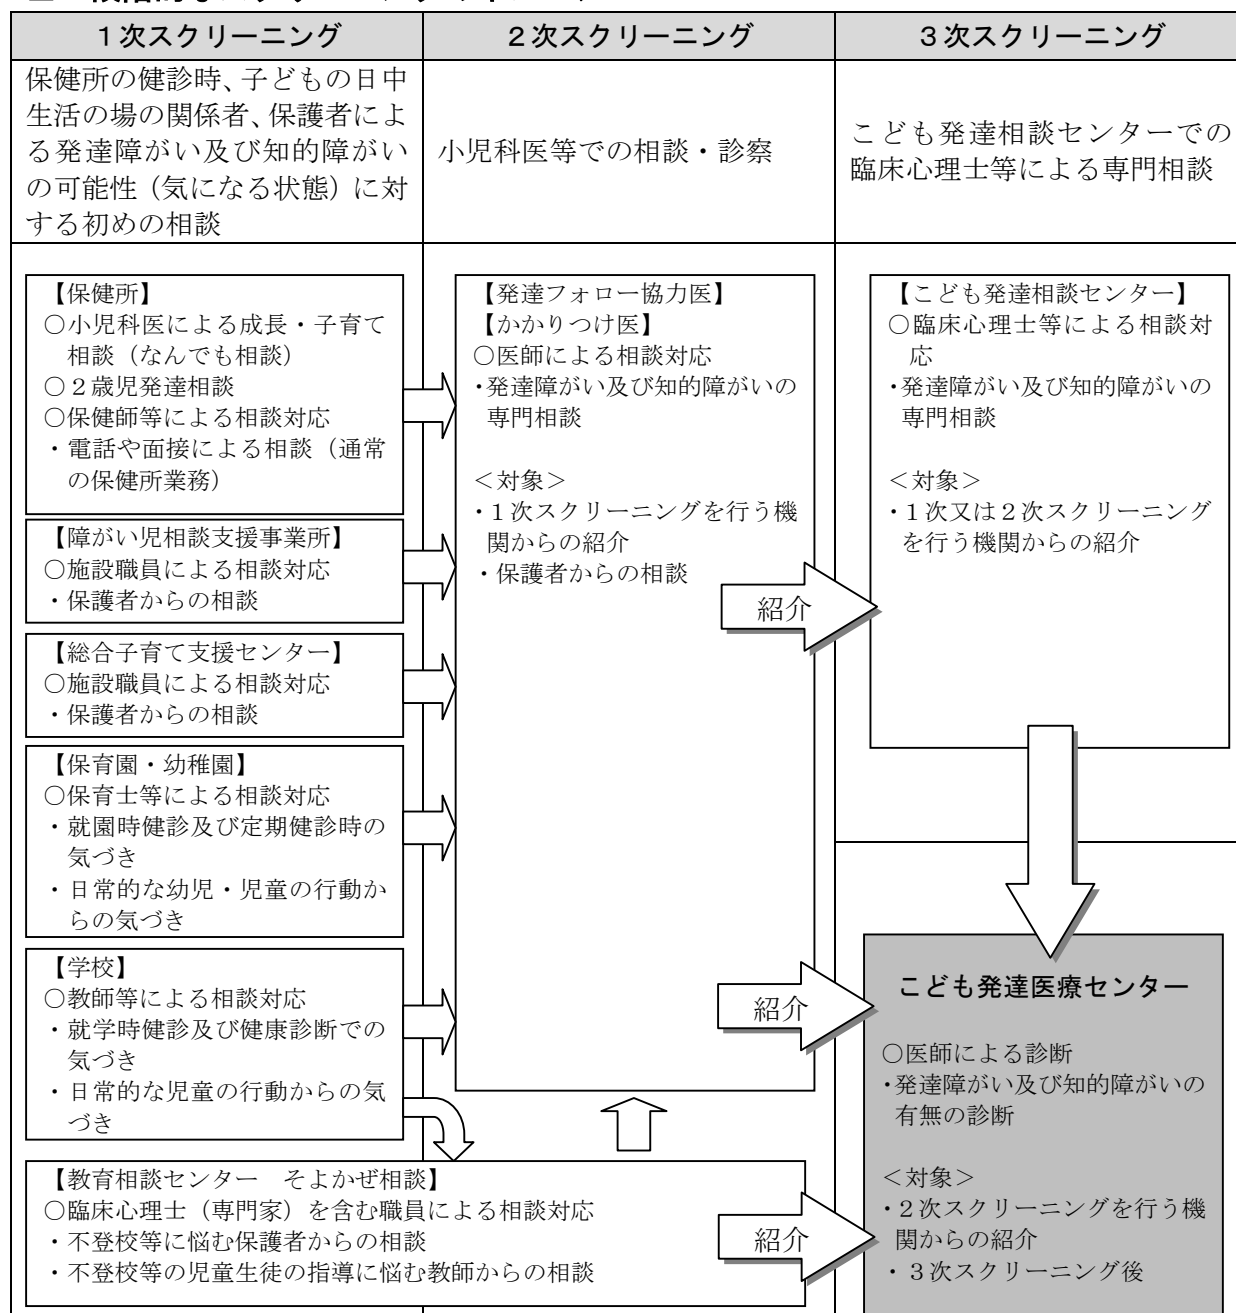 １次スクリーニング
２次スクリーニング
３次スクリーニング
保健所の健診時、子どもの日中
生活の場の関係者、保護者によ
る発達障がい及び知的障がい
の可能性（気になる状態）に対
する初めの相談
小児科医等での相談・診察
こども発達相談センターでの
臨床心理士等による専門相談
【保健所】
○小児科医による成長・子育て
相談（なんでも相談）
○２歳児発達相談
○保健師等による相談対応
・電話や面接による相談（通常
の保健所業務）
【障がい児相談支援事業所】
○施設職員による相談対応
・保護者からの相談
【総合子育て支援センター】
○施設職員による相談対応
・保護者からの相談
【保育園・幼稚園】
○保育士等による相談対応
・就園時健診及び定期健診時の
気づき
・日常的な幼児・児童の行動か
らの気づき
【学校】
○教師等による相談対応
・就学時健診及び健康診断での
気づき
・日常的な児童の行動からの気
づき
【教育相談センター　そよかぜ相談】
○臨床心理士（専門家）を含む職員による相談対応
・不登校等に悩む保護者からの相談
・不登校等の児童生徒の指導に悩む教師からの相談
【発達フォロー協力医】
【かかりつけ医】
○医師による相談対応
・発達障がい及び知的障がいの
専門相談
＜対象＞
・１次スクリーニングを行う機
関からの紹介
・保護者からの相談
紹介
紹介
紹介
【こども発達相談センター】
○臨床心理士等による相談対
応
・発達障がい及び知的障がいの
専門相談
＜対象＞
・１次又は２次スクリーニング
を行う機関からの紹介
こども発達医療センター
○医師による診断
・発達障がい及び知的障がいの
有無の診断
＜対象＞
・２次スクリーニングを行う機
関からの紹介
・３次スクリーニング後